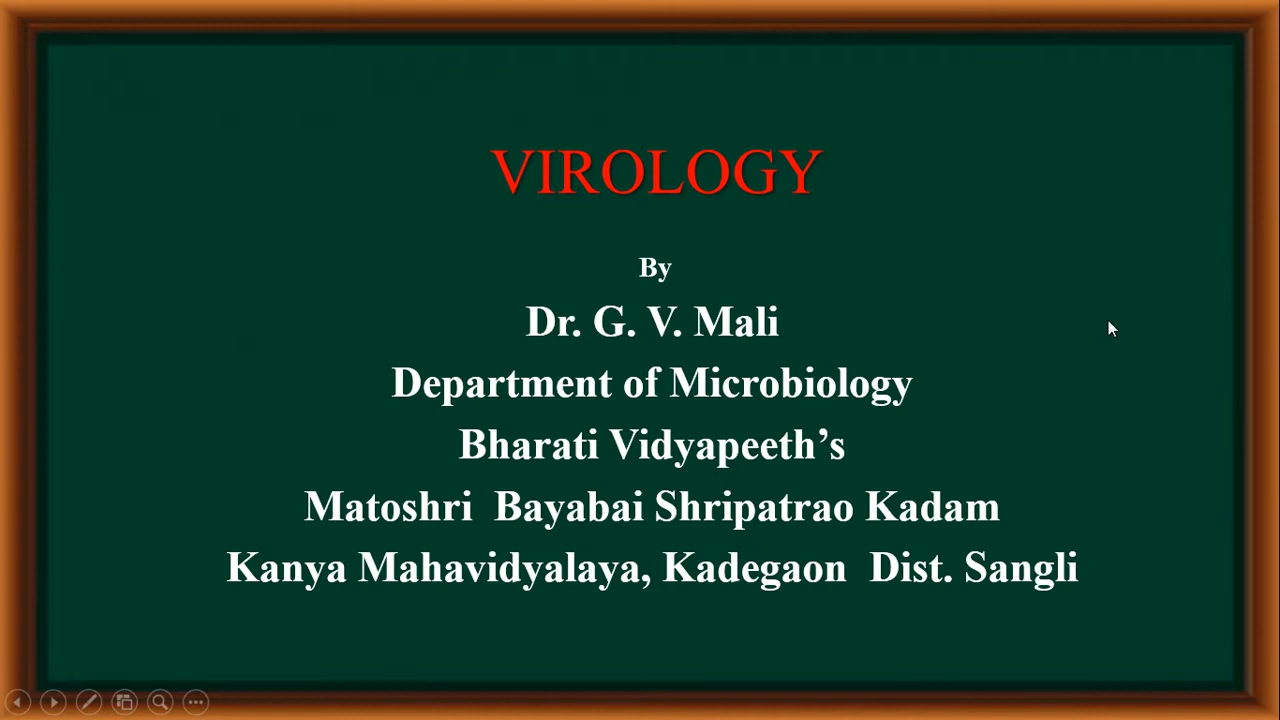 VIROLOGY
By
Dr. G. V. Mali
Department of Microbiology
Bharati Vidyapeeth’s
Matoshri Bayabai Shripatrao Kadam
Kanya Mahavidyalaya, Kadegaon Dist. Sangli